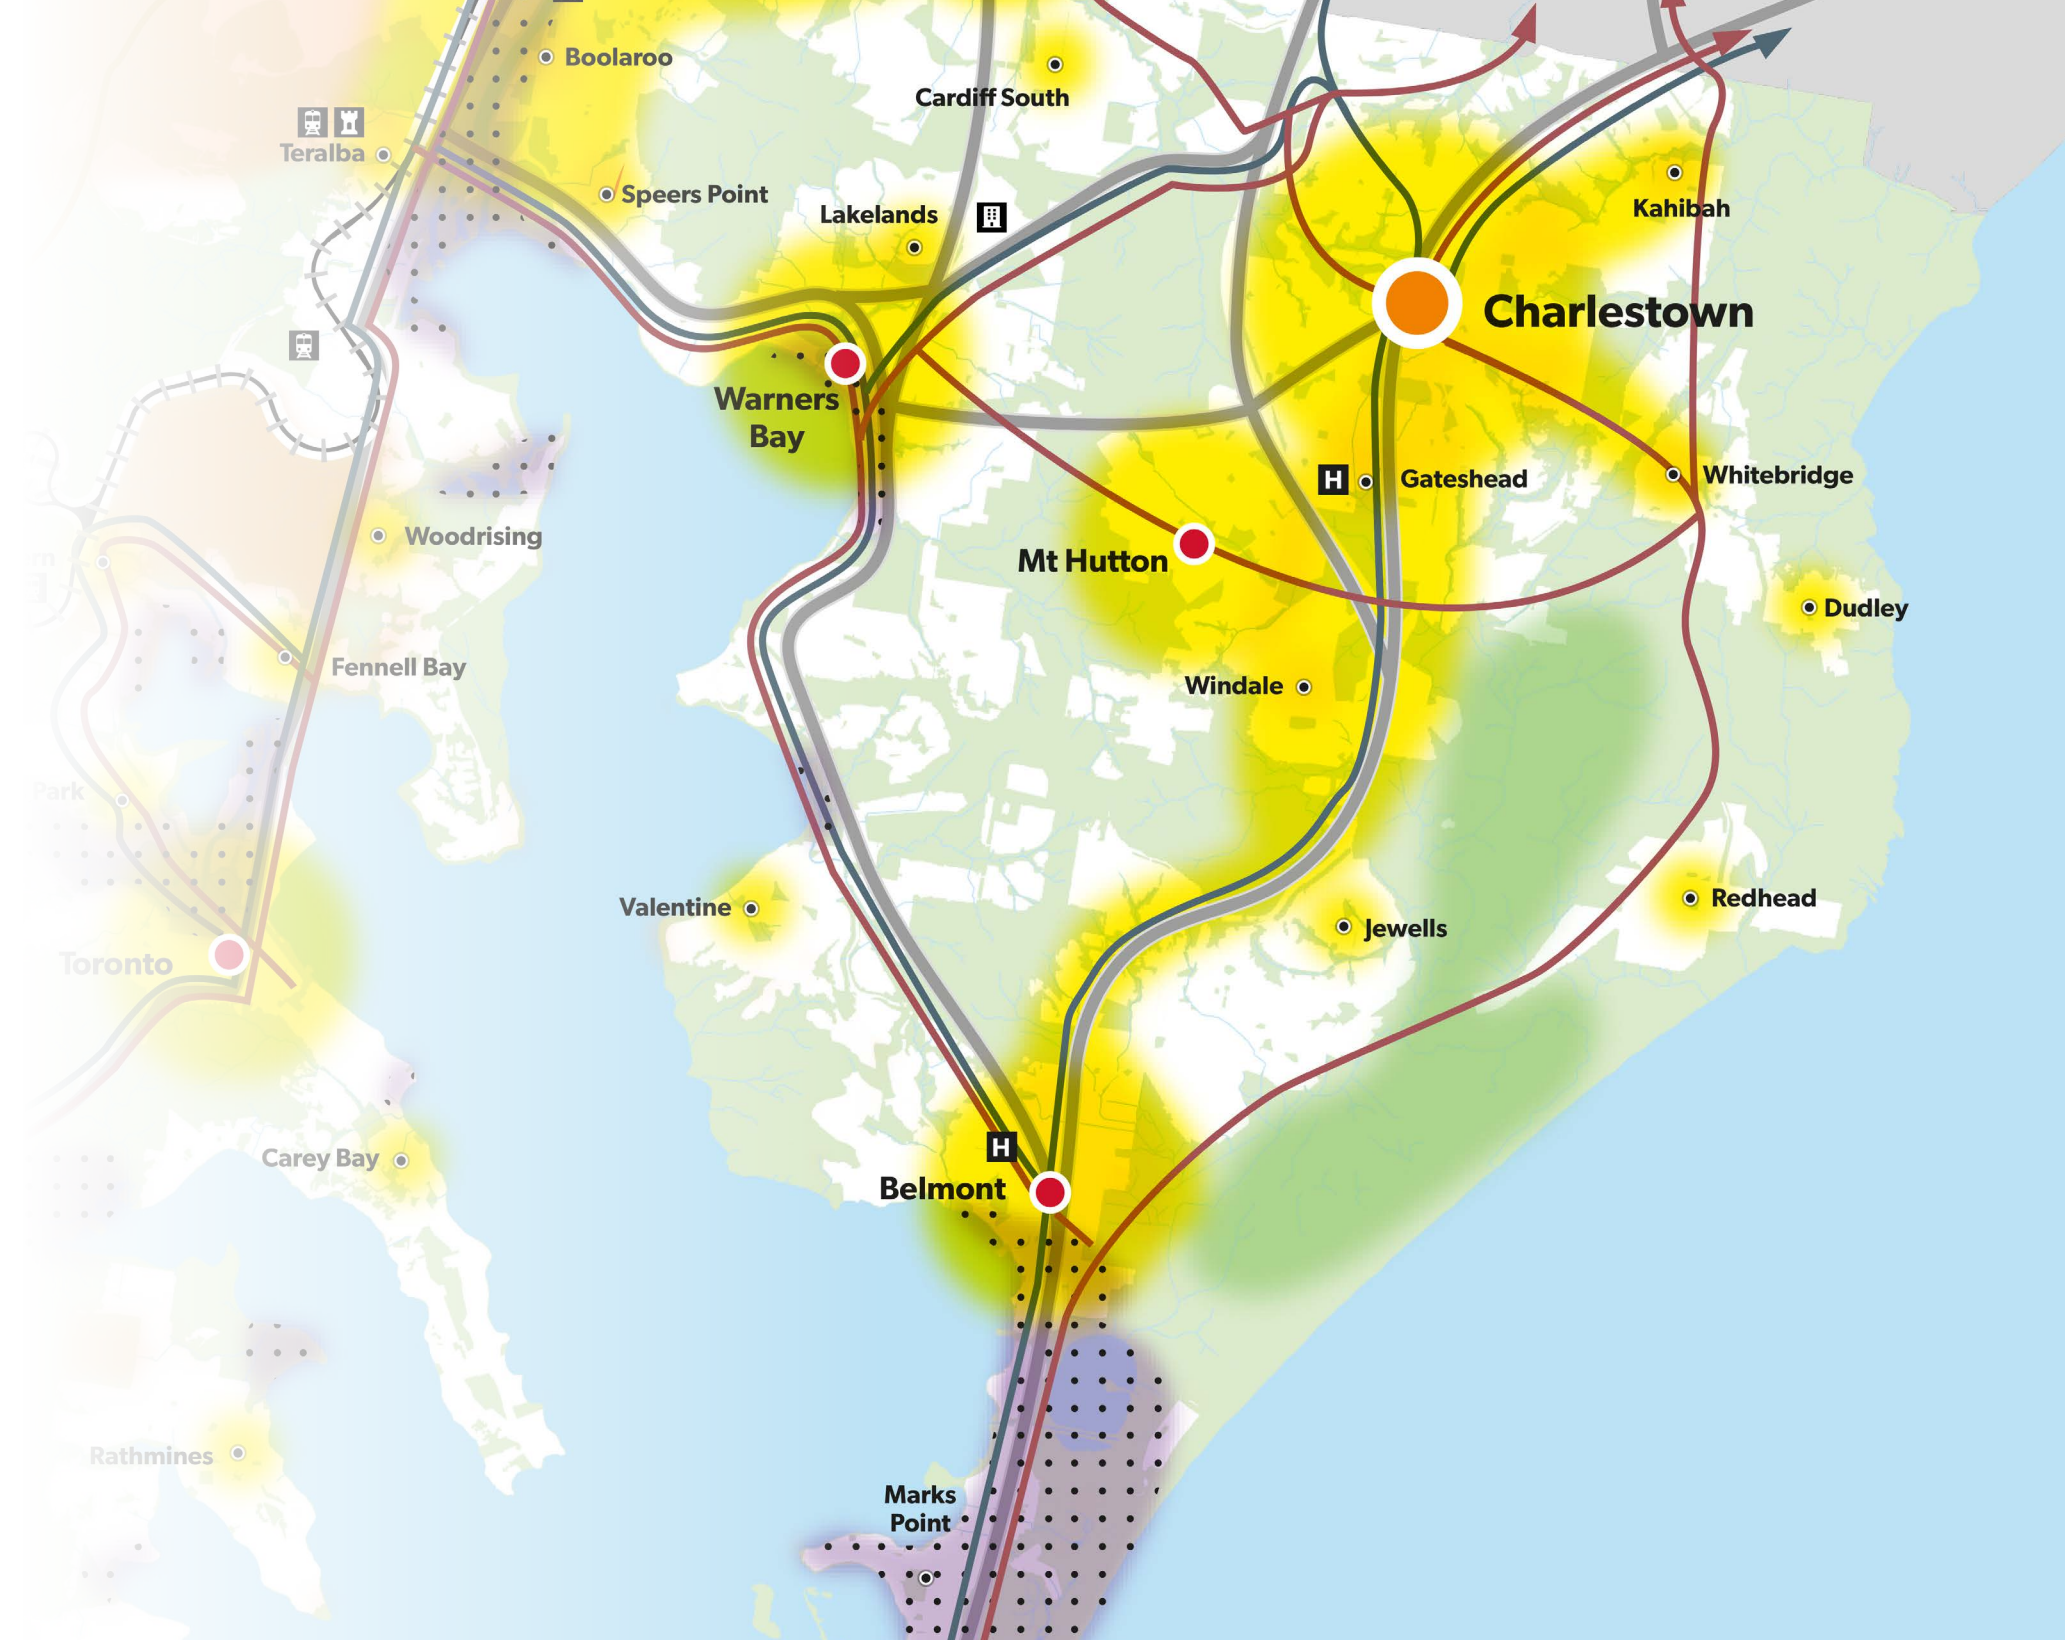 Boolaroo
Cardiff South
Teralba
Speers Point
Lakelands
Kahibah
Charlestown
Warners
Bay
H
Gateshead
Whitebridge
Woodrising
Mt Hutton
Dudley
Fennell Bay
Windale
Park
Valentine
Redhead
Jewells
Toronto
H
Carey Bay
Belmont
Rathmines
Marks
Point